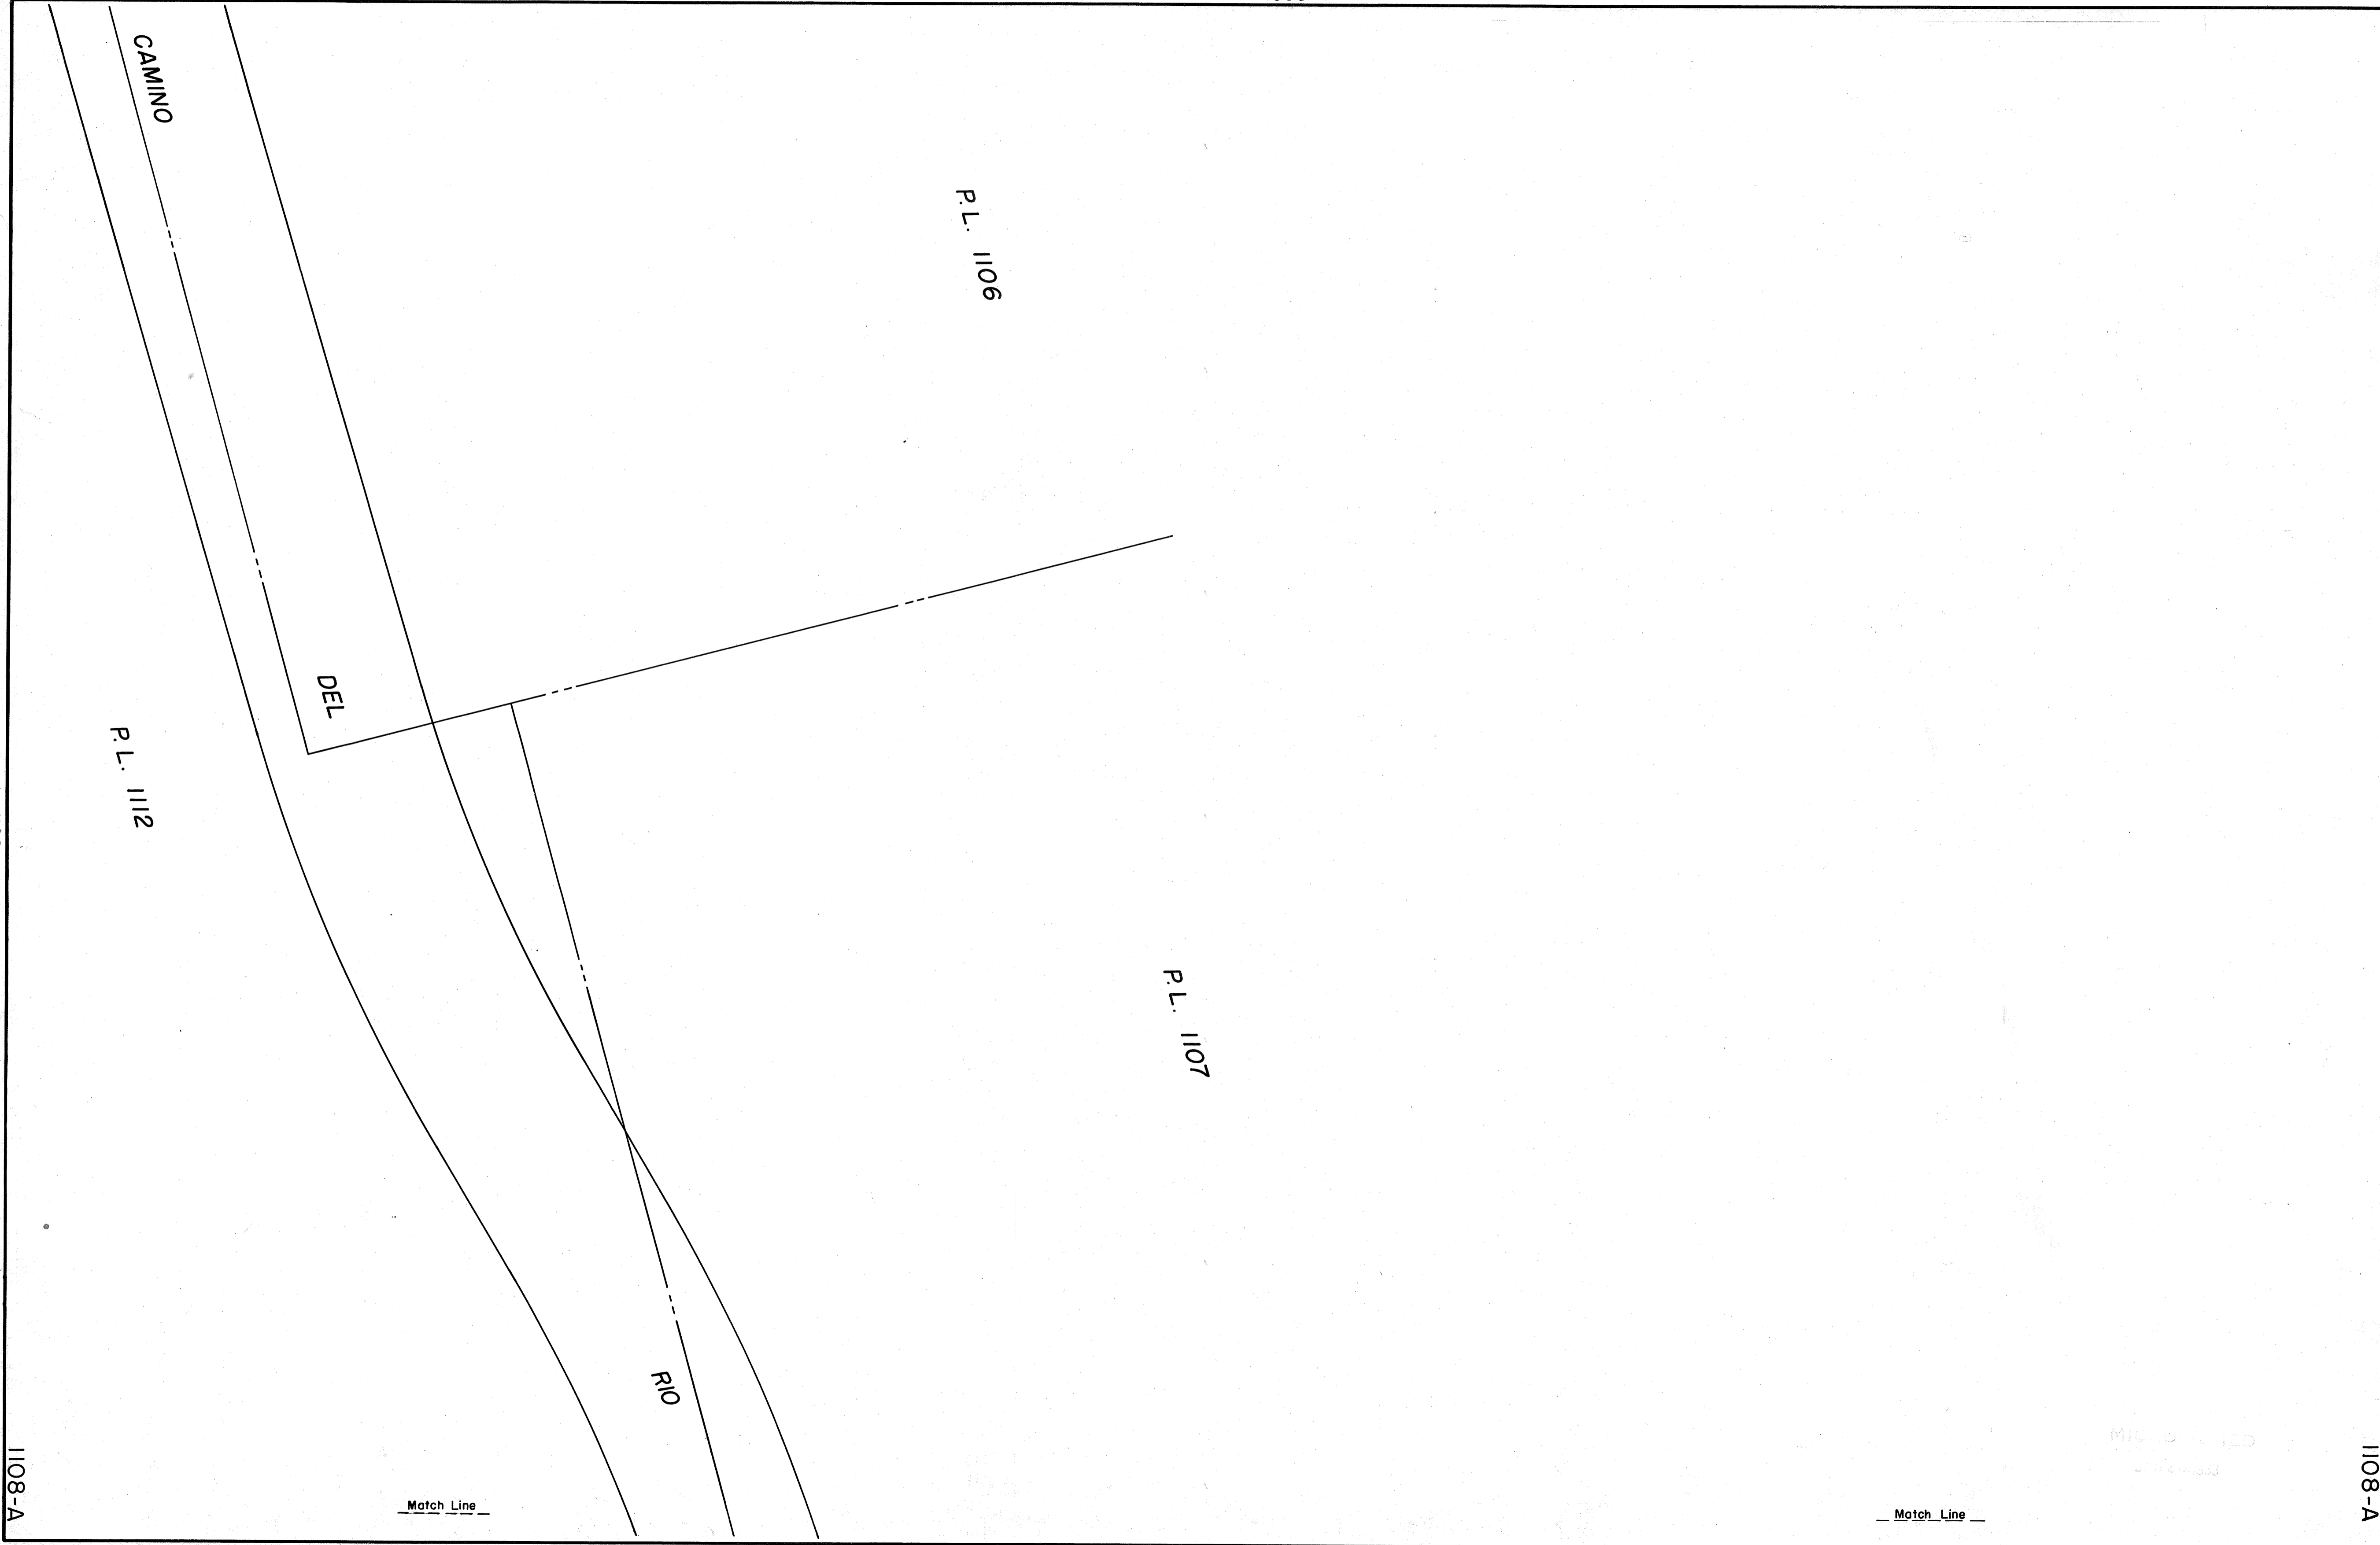 CAMINO
P.L. 1106
DEL
P.L. 1112
P.L. 1107
RIO
1108-A
Match Line
Match Line
1108-A